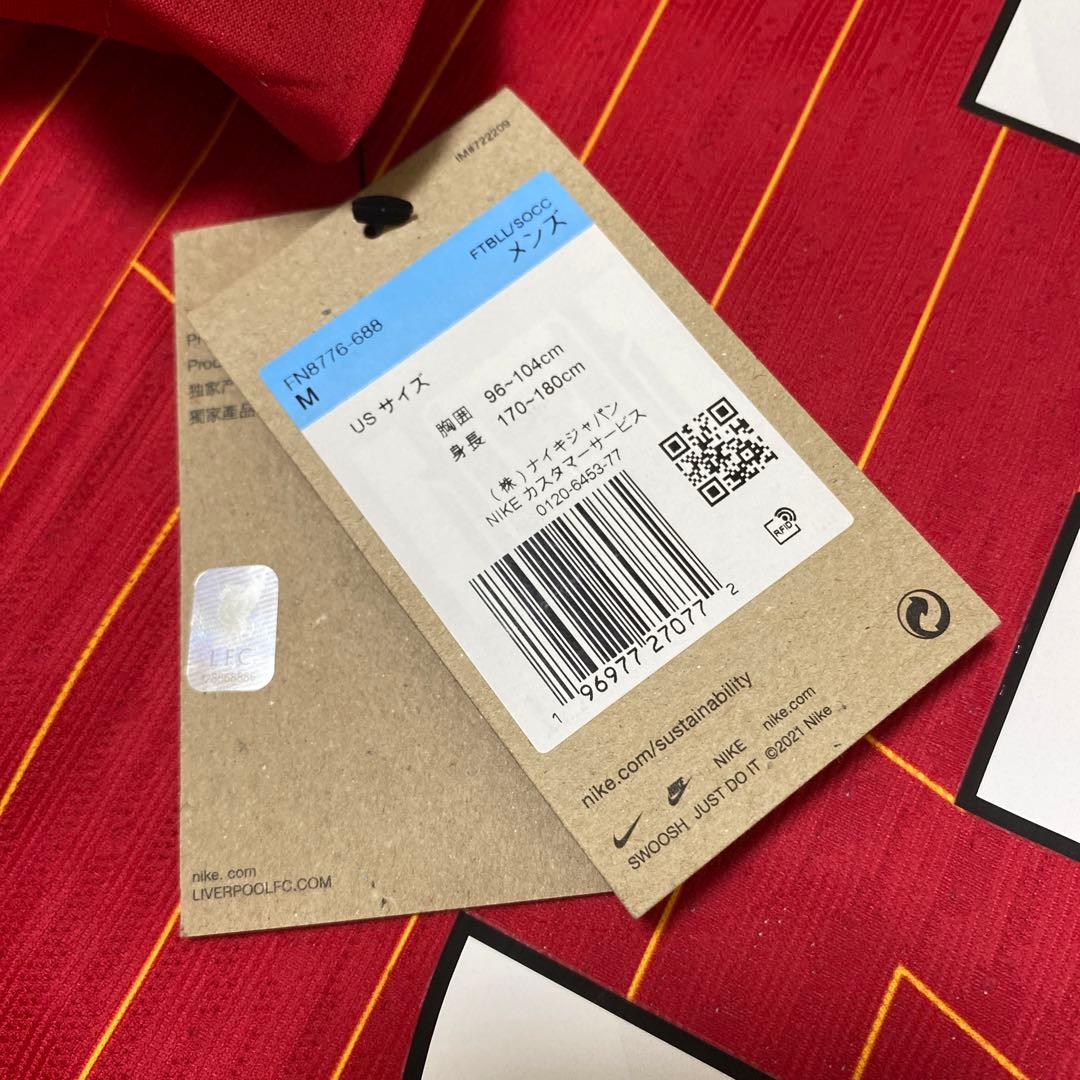 IM#722209
FTBLL/SOCC
メンズ
FN8776-688
M
US サイズ
胸囲 96~104cm
身長 170~180cm
(株)ナイキジャパン
NIKE カスタマーサービス
0120-6453-77
RFID
1 96977 27077 2
nike.com/sustainability
NIKE nike.com
SWOOSH JUST DO IT ©2021 Nike
独家产
獨家產品
LFC
nike.com
LIVERPOOLFC.COM